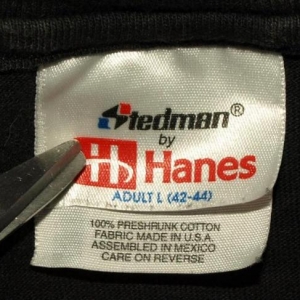 Stedman®
by
Hanes
ADULT L (42-44)
100% PRESHRUNK COTTON
FABRIC MADE IN U.S.A.
ASSEMBLED IN MEXICO
CARE ON REVERSE